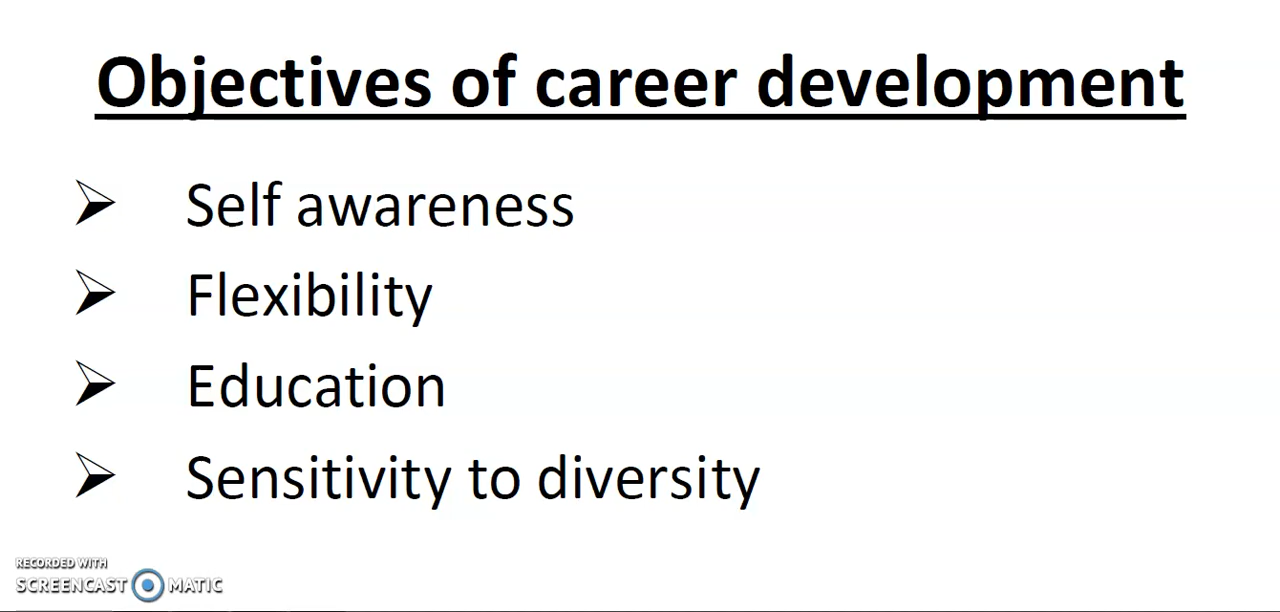 Objectives of career development
Self awareness
Flexibility
Education
Sensitivity to diversity
RECORDED WITH
SCREENCAST MATIC